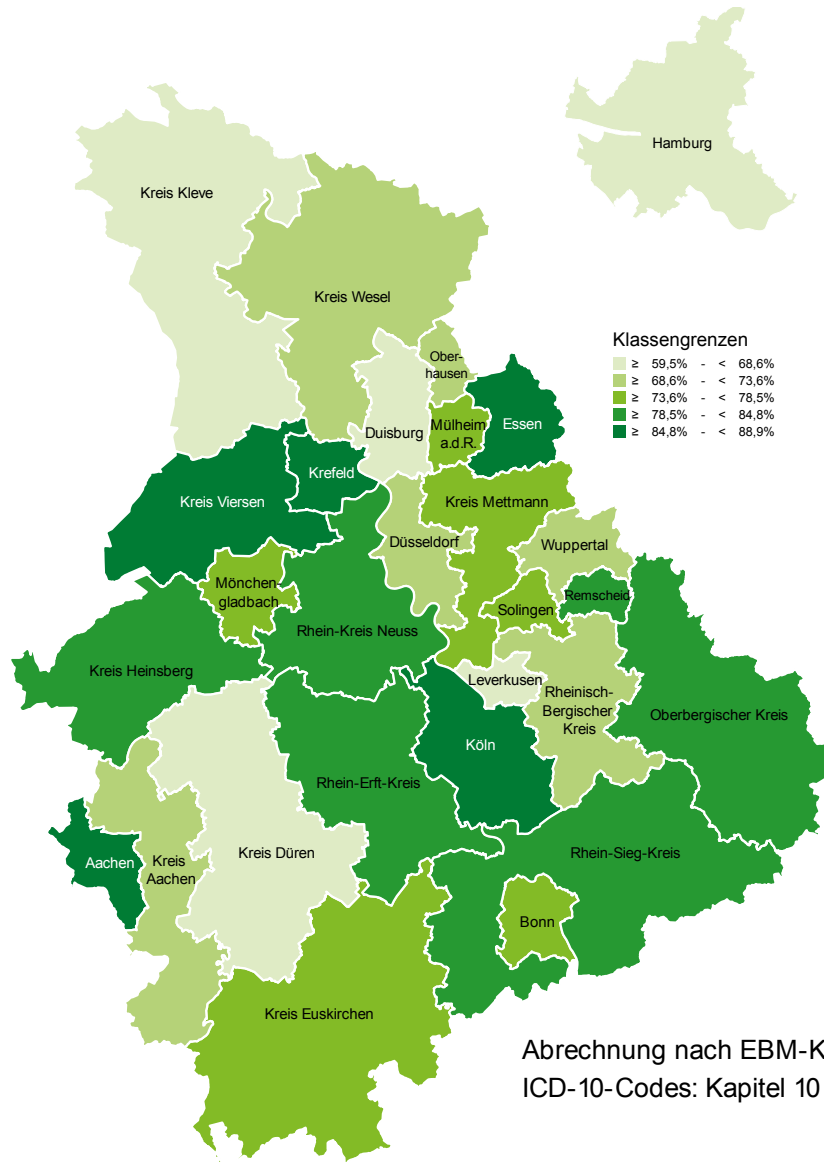 Hamburg
Kreis Kleve
Kreis Wesel
Klassengrenzen
≥ 59,5% - < 68,6%
≥ 68,6% - < 73,6%
≥ 73,6% - < 78,5%
≥ 78,5% - < 84,8%
≥ 84,8% - < 88,9%
Ober-
hausen
Duisburg
Mülheim
a.d.R.
Essen
Krefeld
Kreis Viersen
Kreis Mettmann
Düsseldorf
Wuppertal
Mönchen-
gladbach
Solingen
Remscheid
Rhein-Kreis Neuss
Kreis Heinsberg
Leverkusen
Rheinisch-
Bergischer
Kreis
Oberbergischer Kreis
Köln
Rhein-Erft-Kreis
Kreis Düren
Rhein-Sieg-Kreis
Aachen
Kreis
Aachen
Bonn
Kreis Euskirchen
Abrechnung nach EBM-K
ICD-10-Codes: Kapitel 10